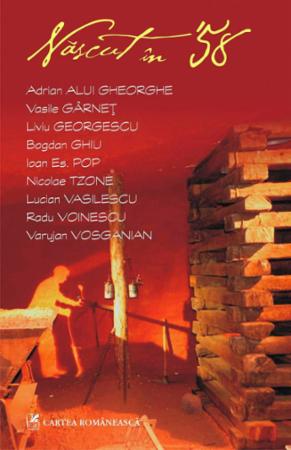 Născut în '58
Adrian ALUI GHEORGHE
Vasile GÂRNEŢ
Liviu GEORGESCU
Bogdan GHIU
Ioan Es. POP
Nicolae TZONE
Lucian VASILESCU
Radu VOINESCU
Varujan VOSGANIAN
CARTEA ROMÂNEASCĂ